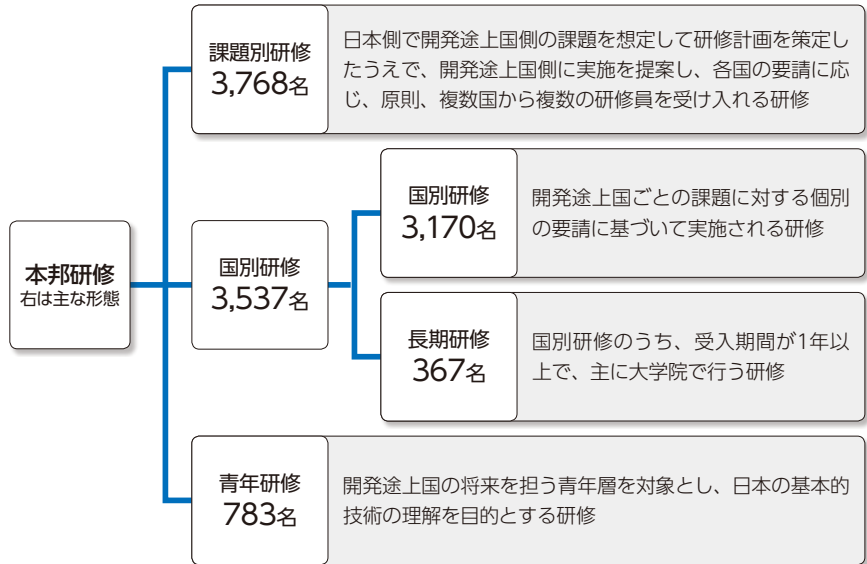 課題別研修
3,768名
日本側で開発途上国側の課題を想定して研修計画を策定し
たうえで、開発途上国側に実施を提案し、各国の要請に応
じ、原則、複数国から複数の研修員を受け入れる研修
本邦研修
右は主な形態
国別研修
3,537名
国別研修
3,170名
開発途上国ごとの課題に対する個別
の要請に基づいて実施される研修
長期研修
367名
国別研修のうち、受入期間が1年以
上で、主に大学院で行う研修
青年研修
783名
開発途上国の将来を担う青年層を対象とし、日本の基本的
技術の理解を目的とする研修